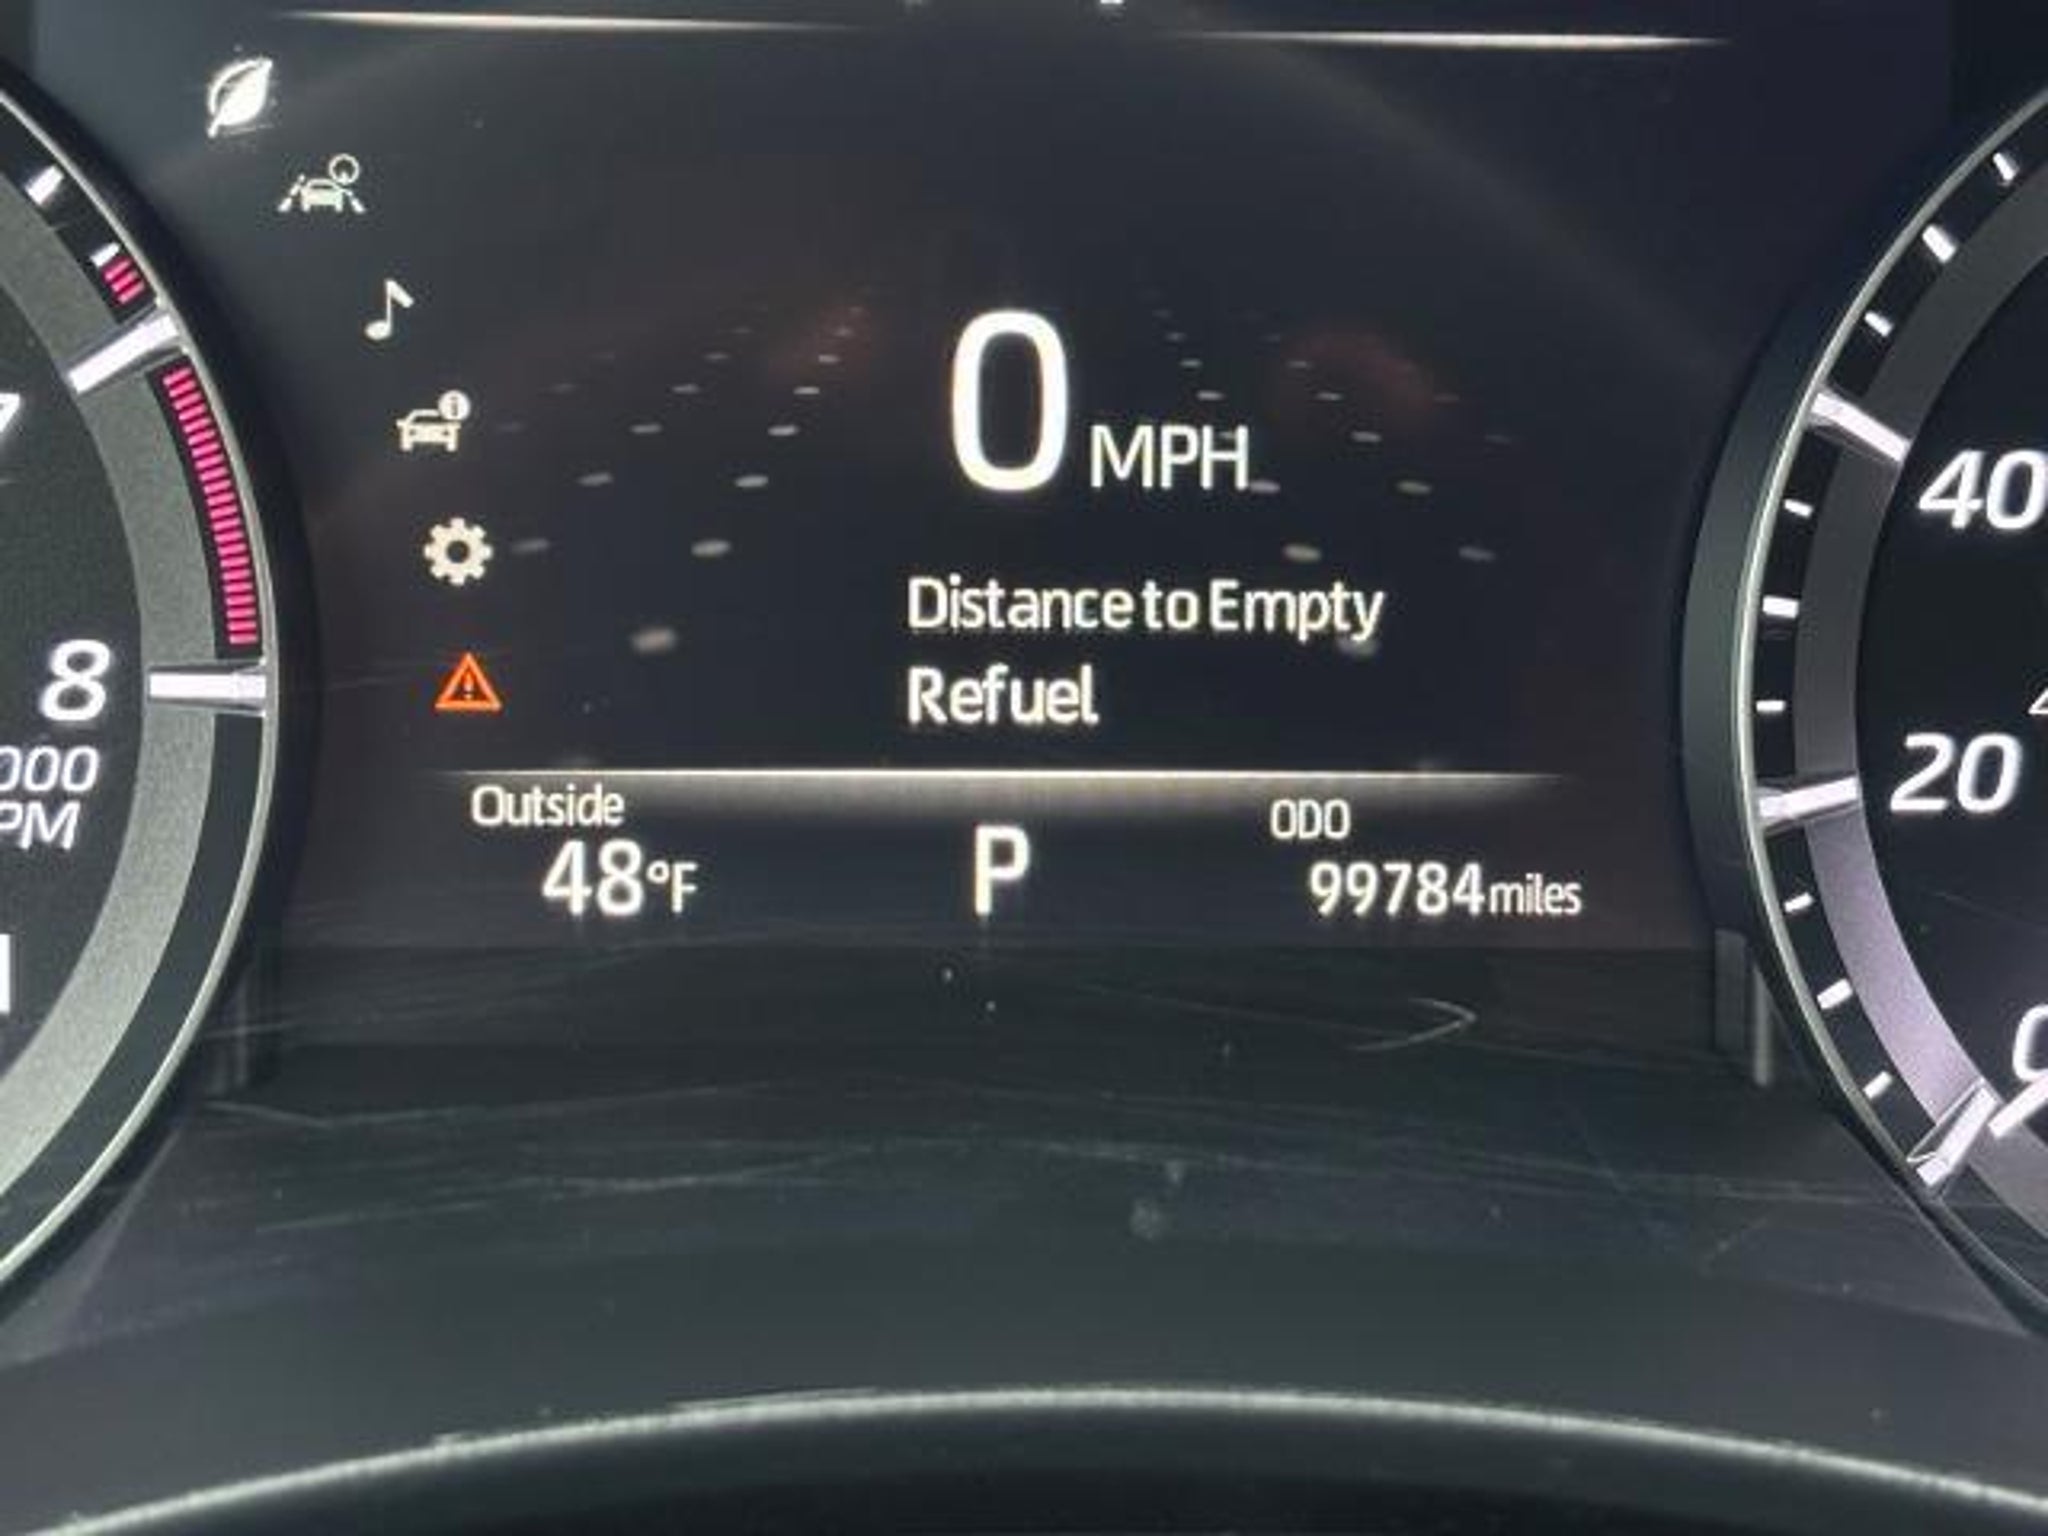 0 MPH
Distance to Empty
Refuel
Outside
48°F
P
ODO
99784 miles
8
40
20